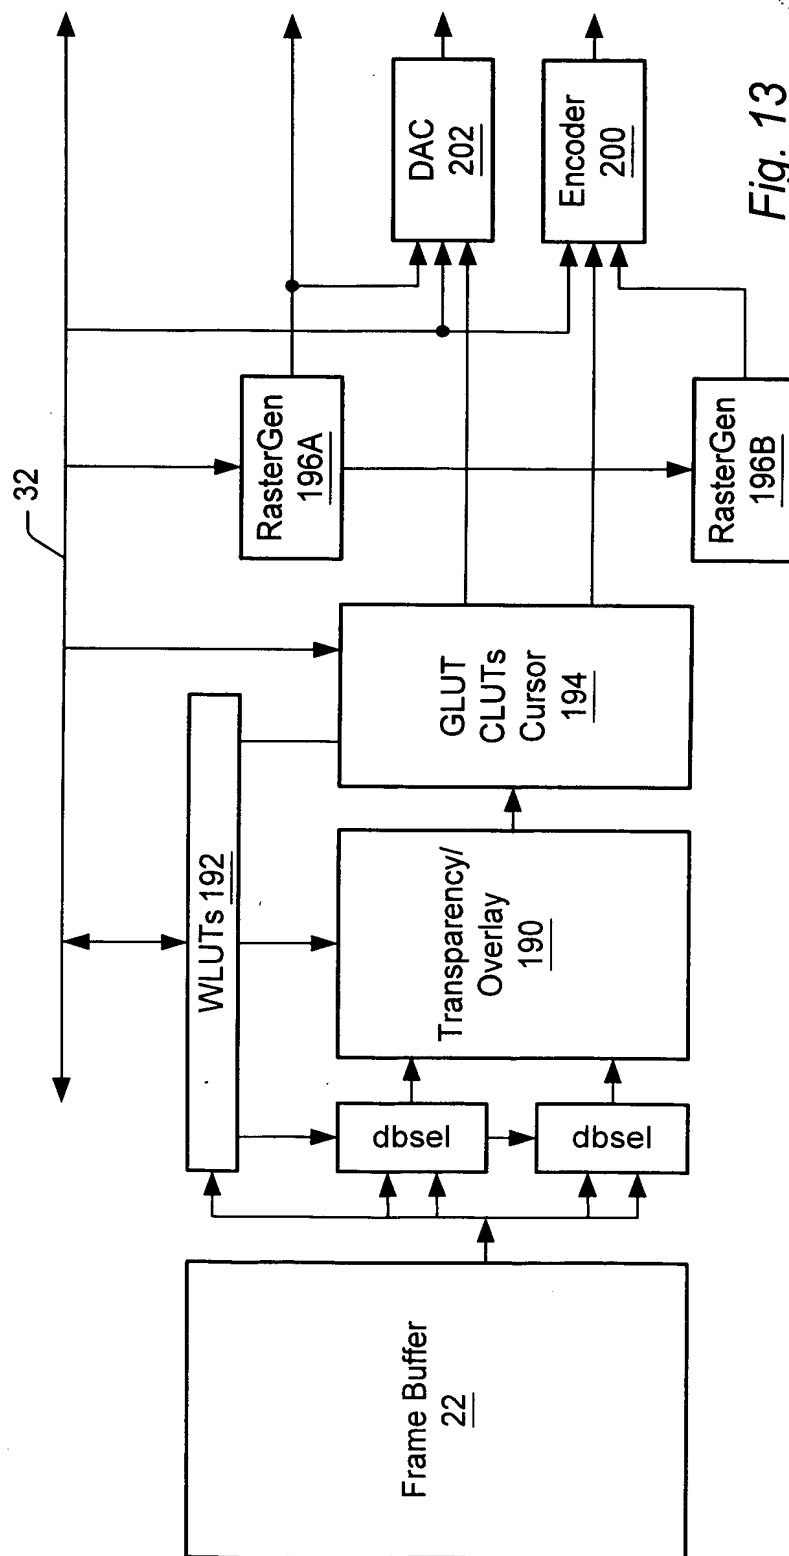 32
Frame Buffer
22
WLUTs 192
dbsel
dbsel
Transparency/
Overlay
190
GLUT
CLUTs
Cursor
194
RasterGen
196A
RasterGen
196B
DAC
202
Encoder
200
Fig. 13